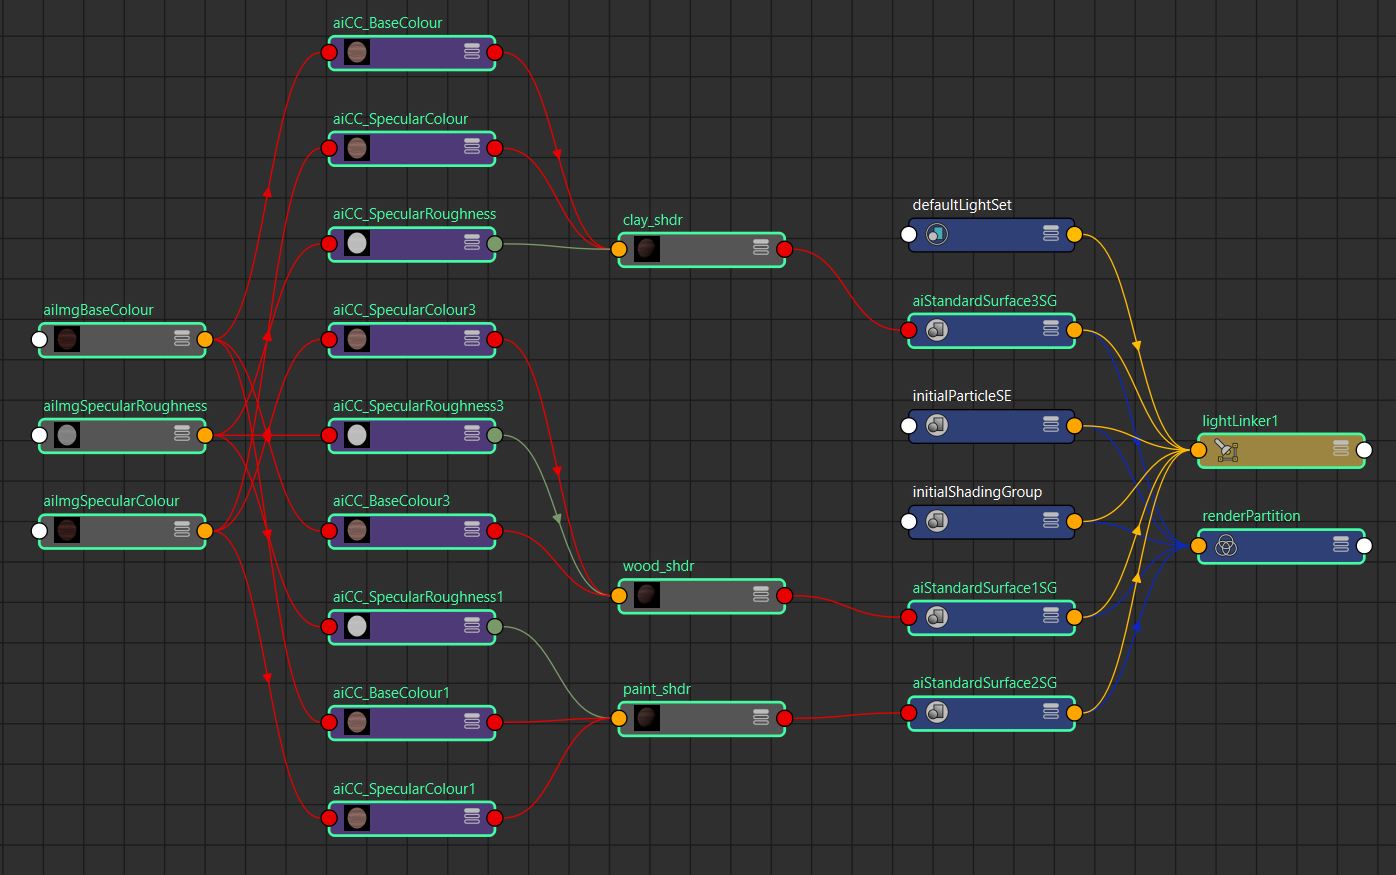 aiImgBaseColour
aiImgSpecularRoughness
aiImgSpecularColour
aiCC_BaseColour
aiCC_SpecularColour
aiCC_SpecularRoughness
aiCC_SpecularColour3
aiCC_SpecularRoughness3
aiCC_BaseColour3
aiCC_SpecularRoughness1
aiCC_BaseColour1
aiCC_SpecularColour1
clay_shdr
wood_shdr
paint_shdr
defaultLightSet
aiStandardSurface3SG
initialParticleSE
initialShadingGroup
aiStandardSurface1SG
aiStandardSurface2SG
lightLinker1
renderPartition